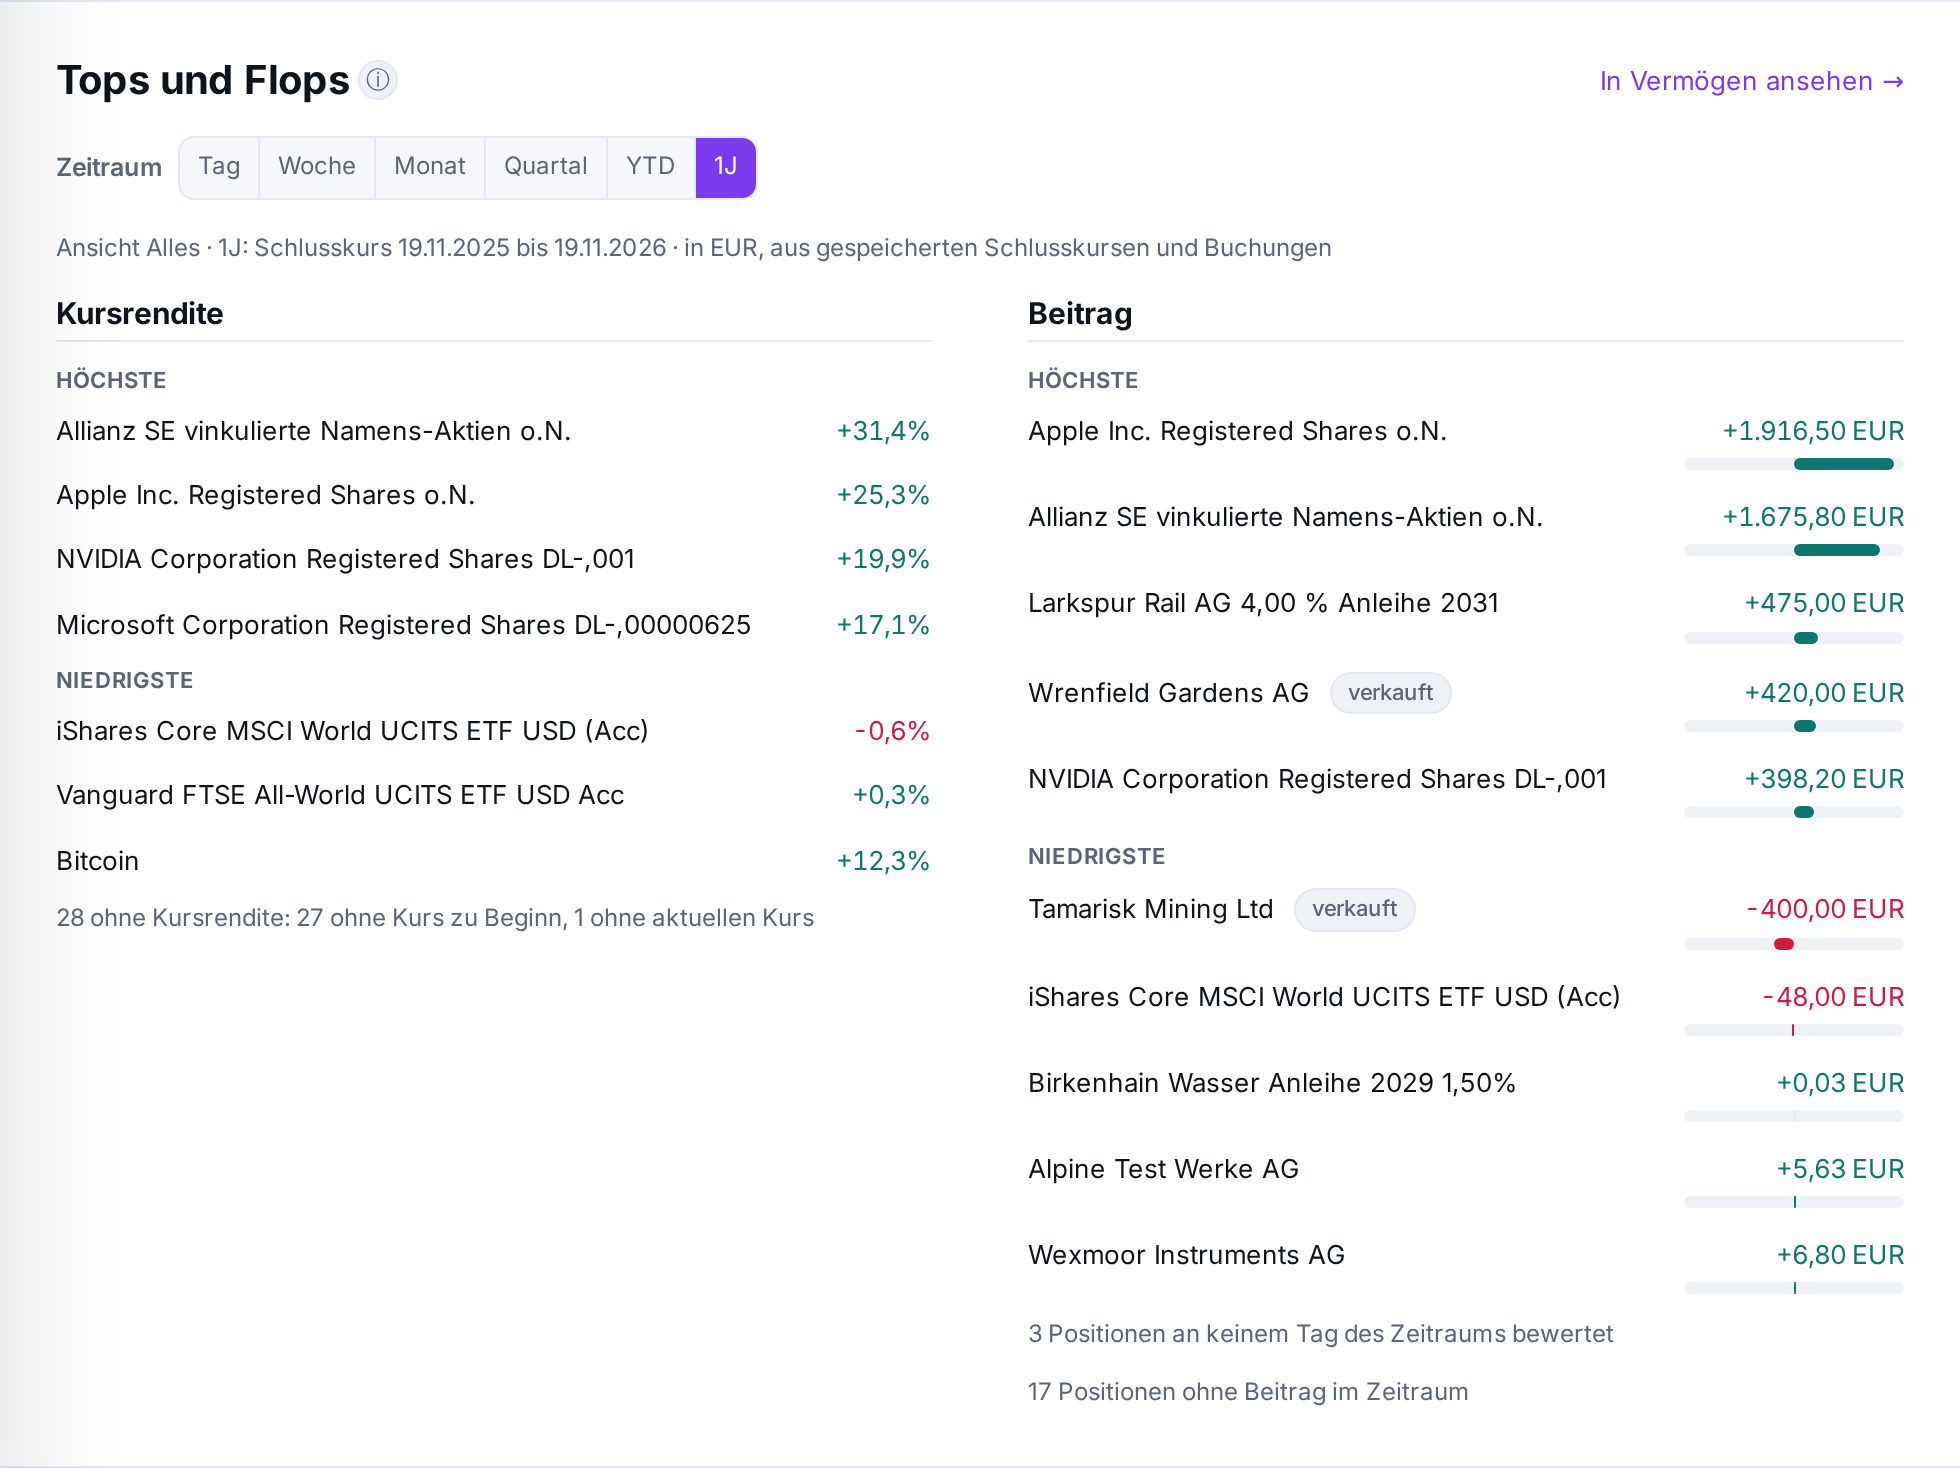 Tops und Flops ⓘ
In Vermögen ansehen →
Zeitraum Tag Woche Monat Quartal YTD 1J
Ansicht Alles · 1J: Schlusskurs 19.11.2025 bis 19.11.2026 · in EUR, aus gespeicherten Schlusskursen und Buchungen
Kursrendite
HÖCHSTE
Allianz SE vinkulierte Namens-Aktien o.N. +31,4%
Apple Inc. Registered Shares o.N. +25,3%
NVIDIA Corporation Registered Shares DL-,001 +19,9%
Microsoft Corporation Registered Shares DL-,00000625 +17,1%
NIEDRIGSTE
iShares Core MSCI World UCITS ETF USD (Acc) -0,6%
Vanguard FTSE All-World UCITS ETF USD Acc +0,3%
Bitcoin +12,3%
28 ohne Kursrendite: 27 ohne Kurs zu Beginn, 1 ohne aktuellen Kurs
Beitrag
HÖCHSTE
Apple Inc. Registered Shares o.N. +1.916,50 EUR
Allianz SE vinkulierte Namens-Aktien o.N. +1.675,80 EUR
Larkspur Rail AG 4,00 % Anleihe 2031 +475,00 EUR
Wrenfield Gardens AG verkauft +420,00 EUR
NVIDIA Corporation Registered Shares DL-,001 +398,20 EUR
NIEDRIGSTE
Tamarisk Mining Ltd verkauft -400,00 EUR
iShares Core MSCI World UCITS ETF USD (Acc) -48,00 EUR
Birkenhain Wasser Anleihe 2029 1,50% +0,03 EUR
Alpine Test Werke AG +5,63 EUR
Wexmoor Instruments AG +6,80 EUR
3 Positionen an keinem Tag des Zeitraums bewertet
17 Positionen ohne Beitrag im Zeitraum